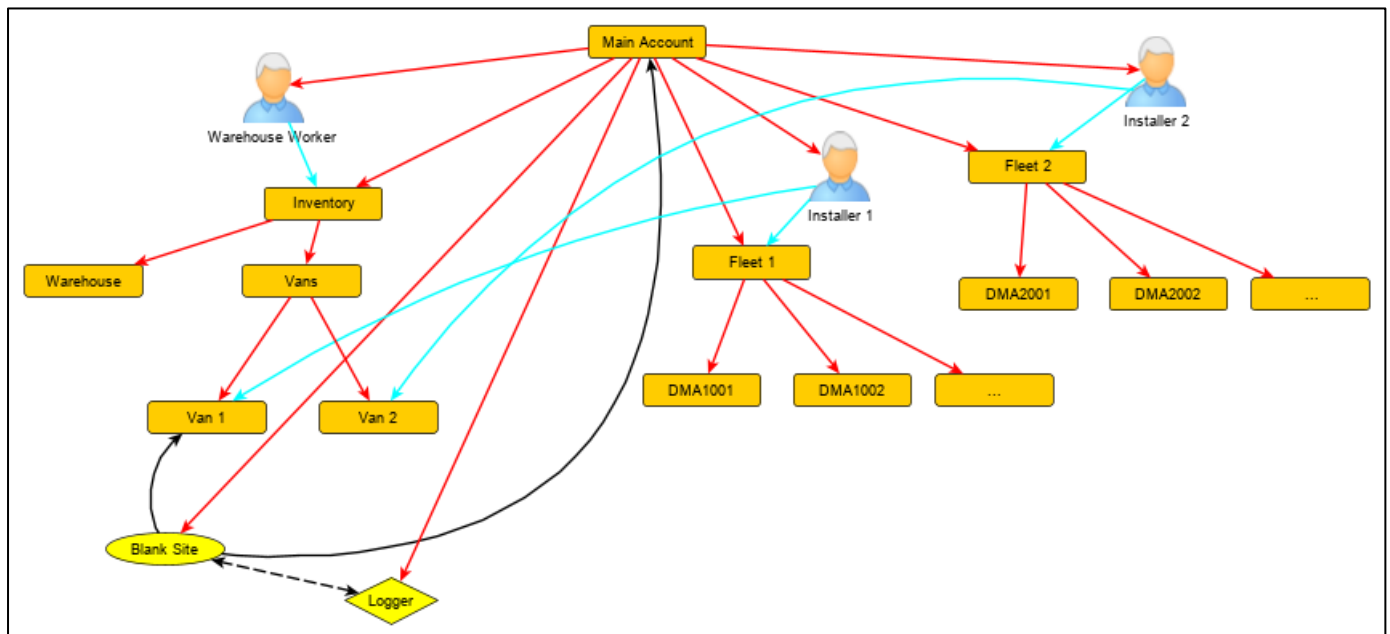 Main Account
Warehouse Worker
Installer 2
Fleet 2
Inventory
Installer 1
Fleet 1
Warehouse
Vans
DMA2001
DMA2002
...
DMA1001
DMA1002
...
Van 1
Van 2
Blank Site
Logger